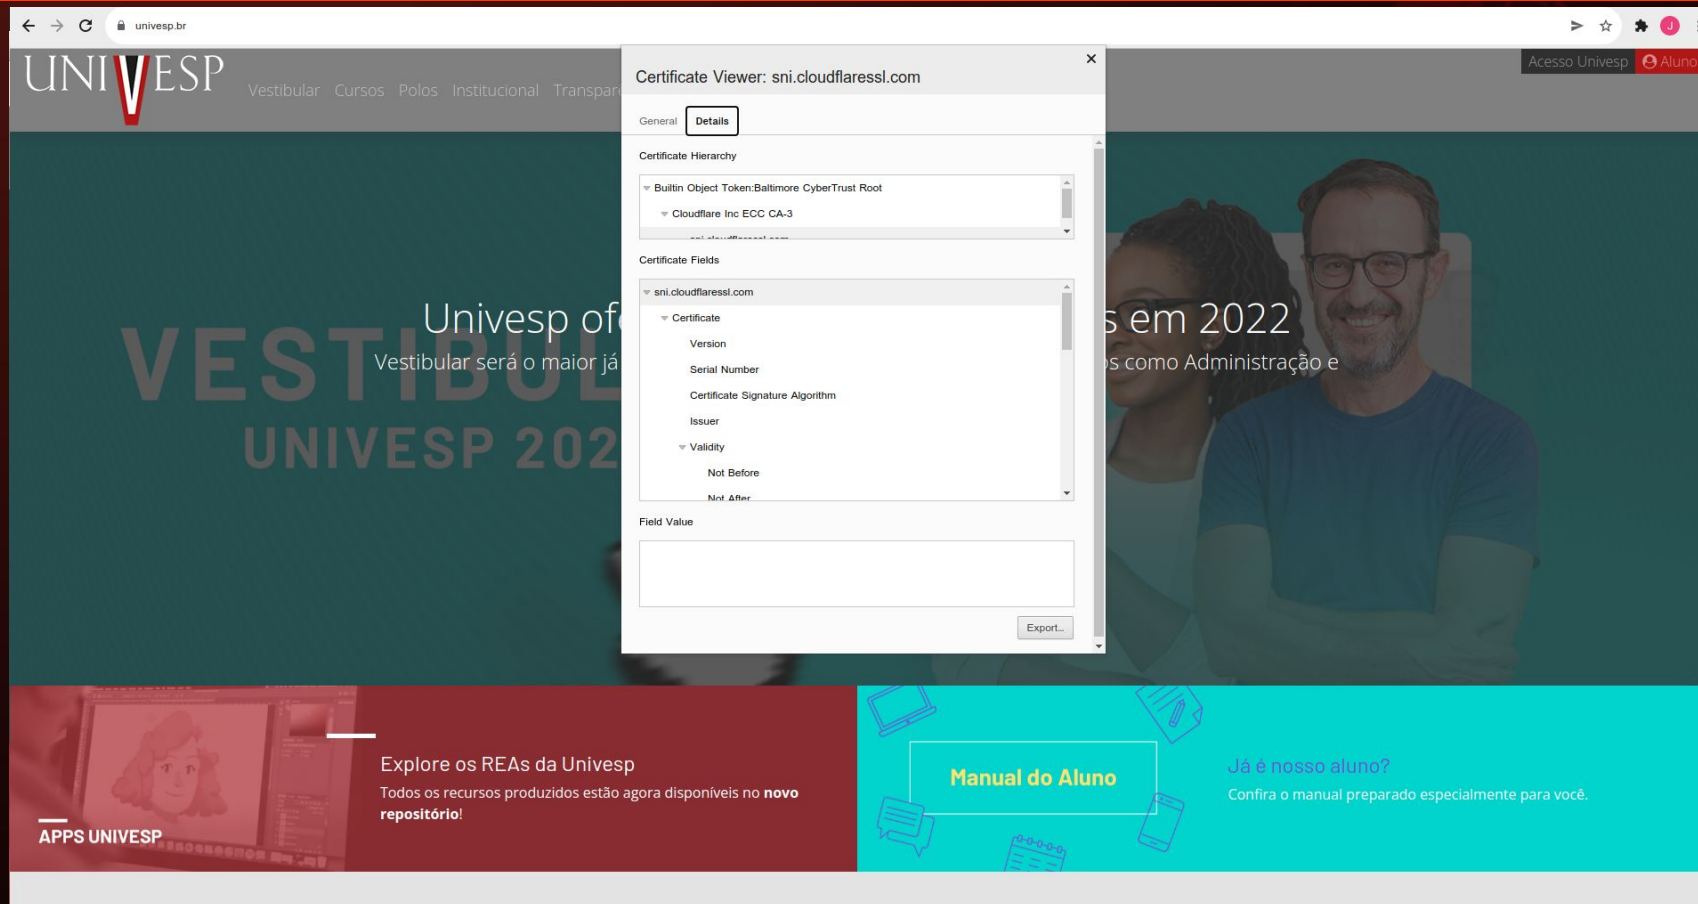 univesp.br
J
UNIVESP
Vestibular Cursos Polos Institucional
Acesso Univesp Aluno
Certificate Viewer: sni.cloudflaressl.com
General Details
Certificate Hierarchy
Builtin Object Token:Baltimore CyberTrust Root
Cloudflare Inc ECC CA-3
sni.cloudflaressl.com
Certificate Fields
sni.cloudflaressl.com
Certificate
Version
Serial Number
Certificate Signature Algorithm
Issuer
Validity
Not Before
Not After
Field Value
Export...
Univesp
s em 2022
Vestibular será o maior já
como Administração e
UNIVESP
APPS UNIVESP
Explore os REAs da Univesp
Todos os recursos produzidos estão agora disponíveis no novo
repositório!
Manual do Aluno
Já é nosso aluno?
Confira o manual preparado especialmente para você.